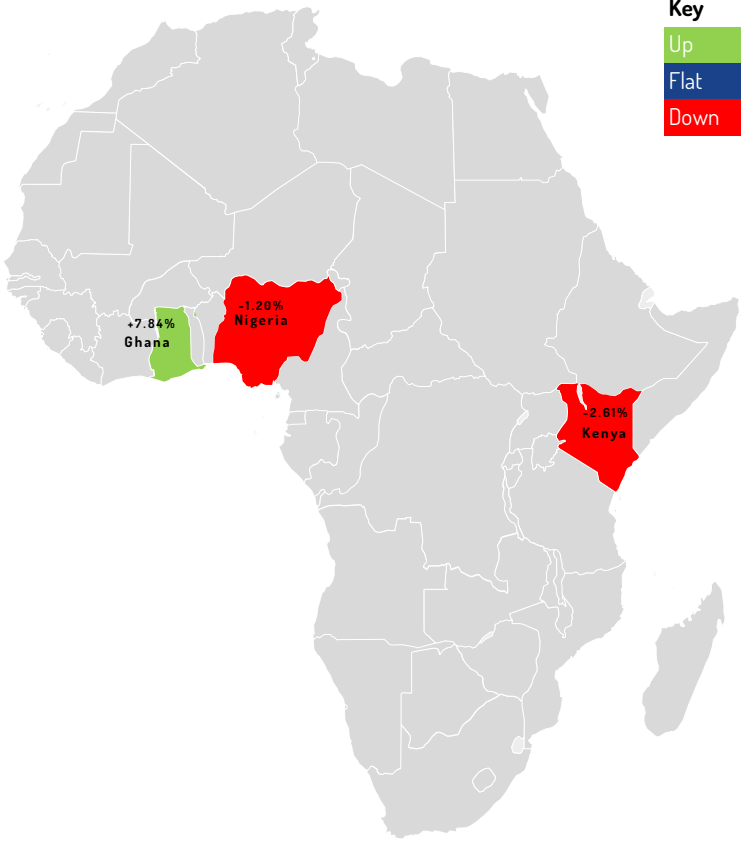 Key
Up
Flat
Down
-1.20%
Nigeria
+7.84%
Ghana
-2.61%
Kenya